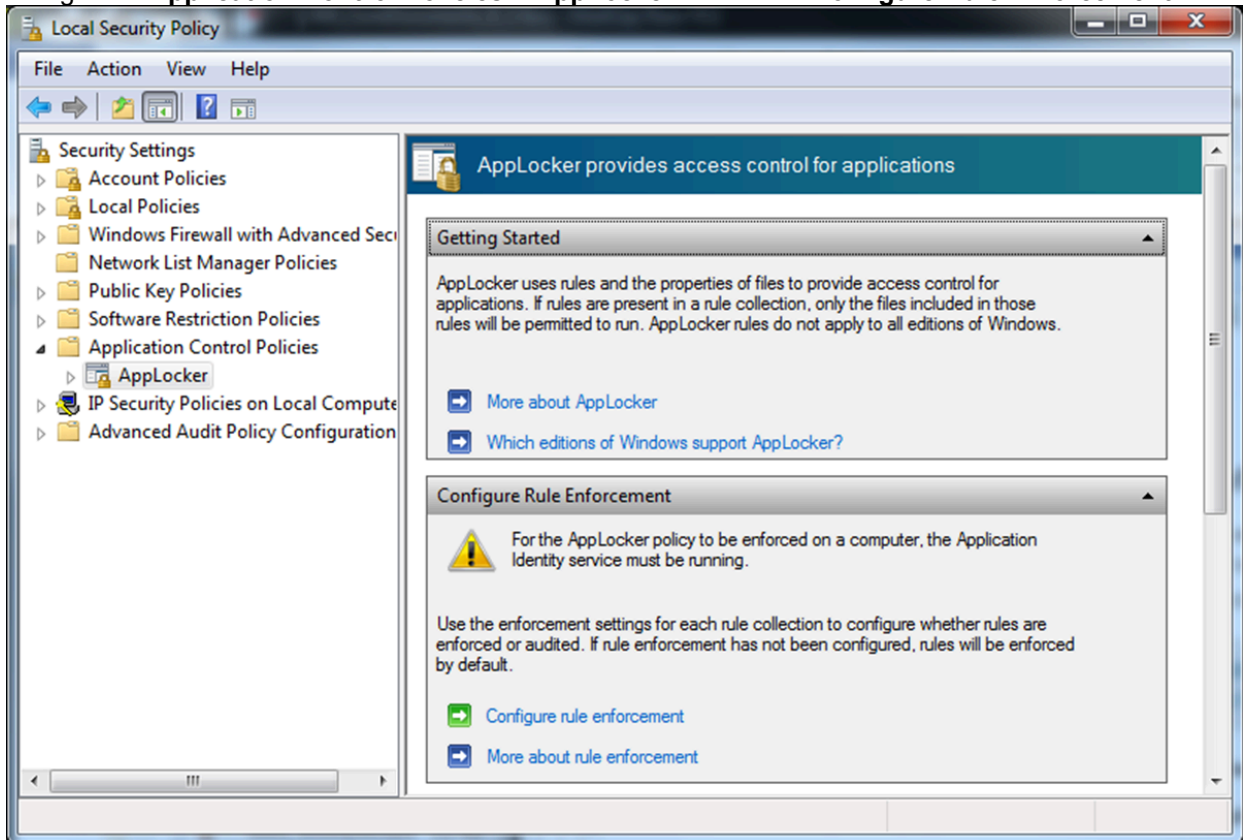 Local Security Policy
File Action View Help
Security Settings
Account Policies
Local Policies
Windows Firewall with Advanced Secu
Network List Manager Policies
Public Key Policies
Software Restriction Policies
Application Control Policies
AppLocker
IP Security Policies on Local Compute
Advanced Audit Policy Configuration
AppLocker provides access control for applications
Getting Started
AppLocker uses rules and the properties of files to provide access control for
applications. If rules are present in a rule collection, only the files included in those
rules will be permitted to run. AppLocker rules do not apply to all editions of Windows.
More about AppLocker
Which editions of Windows support AppLocker?
Configure Rule Enforcement
For the AppLocker policy to be enforced on a computer, the Application
Identity service must be running.
Use the enforcement settings for each rule collection to configure whether rules are
enforced or audited. If rule enforcement has not been configured, rules will be enforced
by default.
Configure rule enforcement
More about rule enforcement